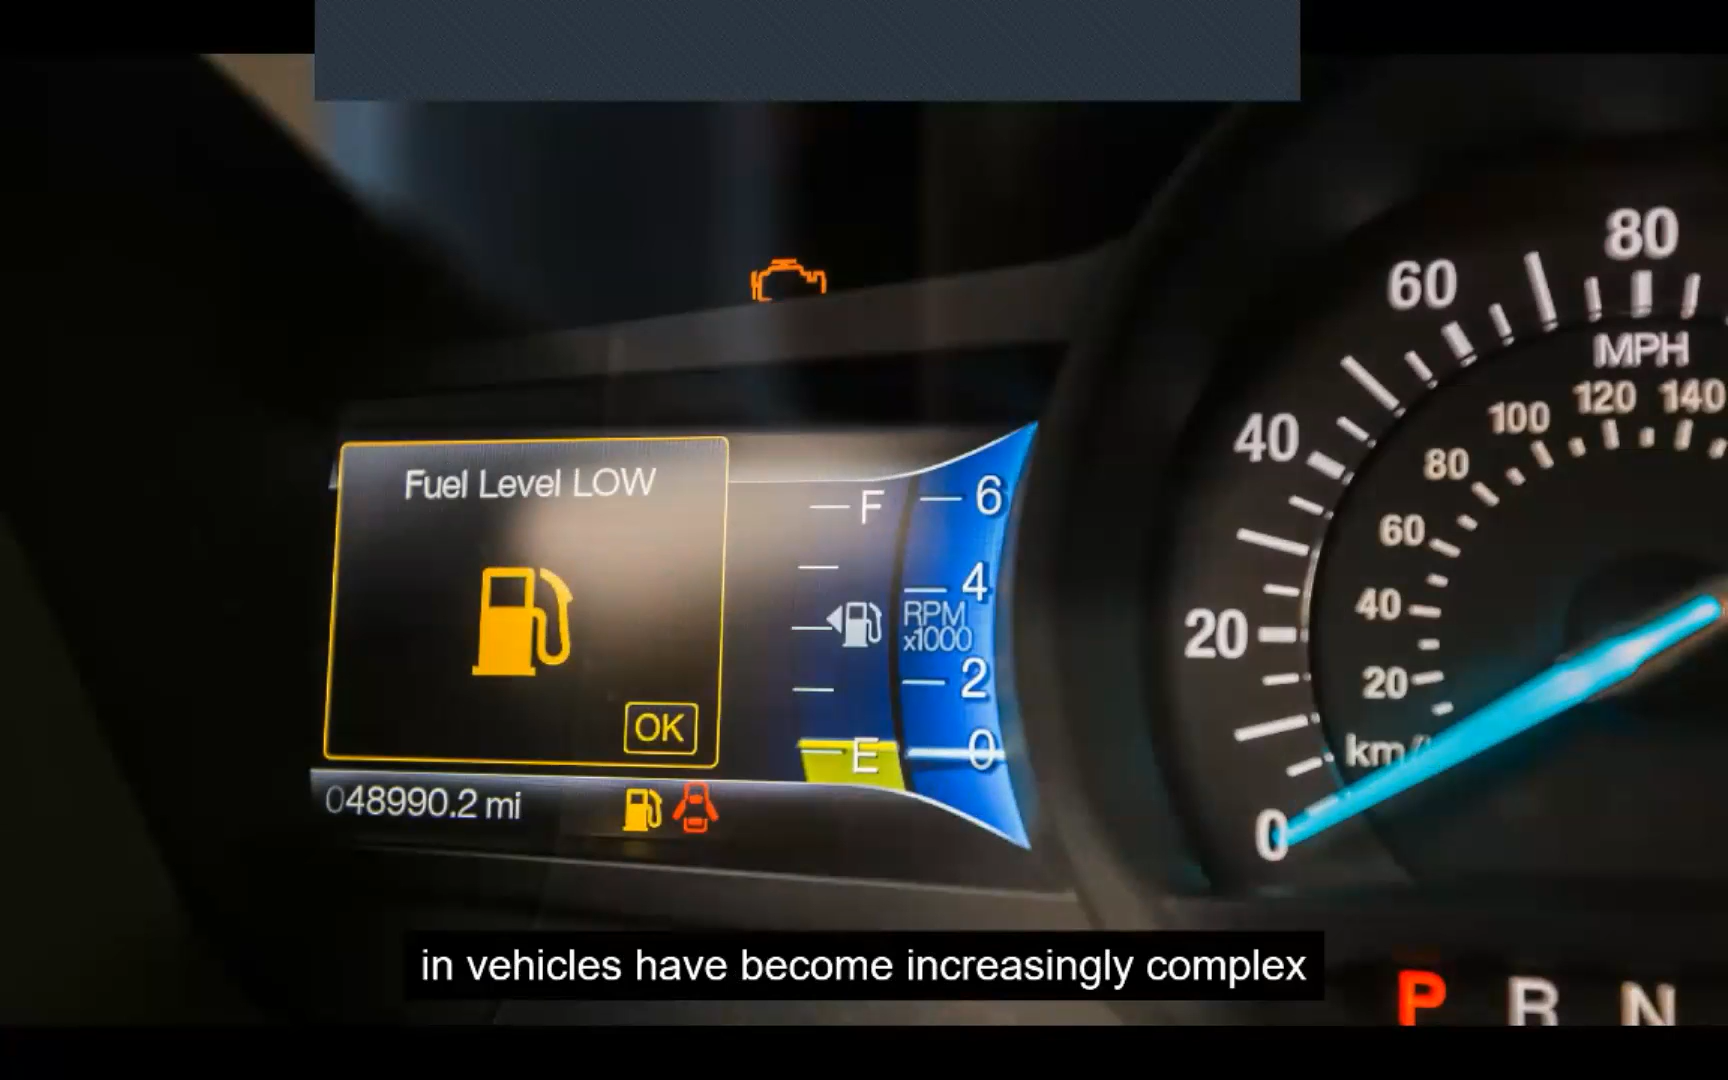 80
60
MPH
120 140
100
40
80
Fuel Level LOW
F
6
60
4
40
RPM
x1000
20
2
20
OK
E
0
km/
048990.2 mi
0
in vehicles have become increasingly complex
P R N